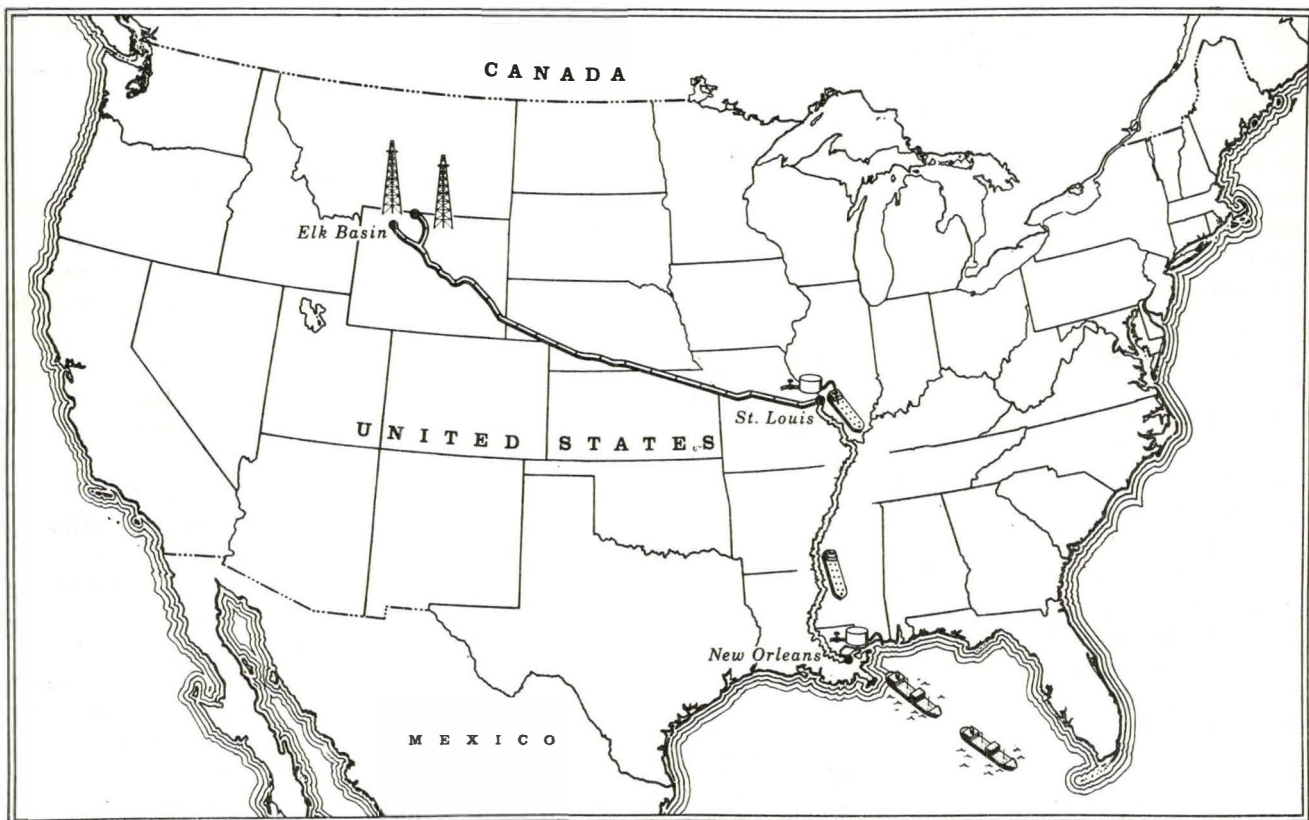 CANADA
Elk Basin
St. Louis
UNITED STATES
New Orleans
MEXICO